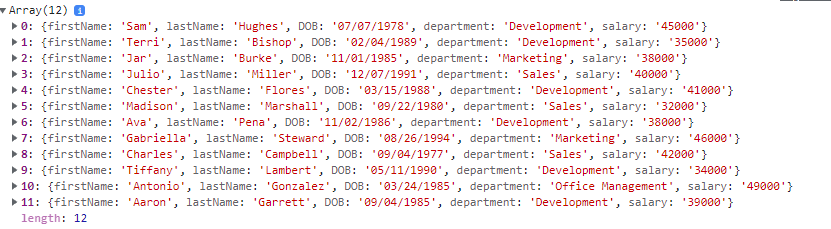 ▼Array(12) i
▶0: {firstName: 'Sam', lastName: 'Hughes', DOB: '07/07/1978', department: 'Development', salary: '45000'}
▶1: {firstName: 'Terri', lastName: 'Bishop', DOB: '02/04/1989', department: 'Development', salary: '35000'}
▶2: {firstName: 'Jar', lastName: 'Burke', DOB: '11/01/1985', department: 'Marketing', salary: '38000'}
▶3: {firstName: 'Julio', lastName: 'Miller', DOB: '12/07/1991', department: 'Sales', salary: '40000'}
▶4: {firstName: 'Chester', lastName: 'Flores', DOB: '03/15/1988', department: 'Development', salary: '41000'}
▶5: {firstName: 'Madison', lastName: 'Marshall', DOB: '09/22/1980', department: 'Sales', salary: '32000'}
▶6: {firstName: 'Ava', lastName: 'Pena', DOB: '11/02/1986', department: 'Development', salary: '38000'}
▶7: {firstName: 'Gabriella', lastName: 'Steward', DOB: '08/26/1994', department: 'Marketing', salary: '46000'}
▶8: {firstName: 'Charles', lastName: 'Campbell', DOB: '09/04/1977', department: 'Sales', salary: '42000'}
▶9: {firstName: 'Tiffany', lastName: 'Lambert', DOB: '05/11/1990', department: 'Development', salary: '34000'}
▶10: {firstName: 'Antonio', lastName: 'Gonzalez', DOB: '03/24/1985', department: 'Office Management', salary: '49000'}
▶11: {firstName: 'Aaron', lastName: 'Garrett', DOB: '09/04/1985', department: 'Development', salary: '39000'}
length: 12